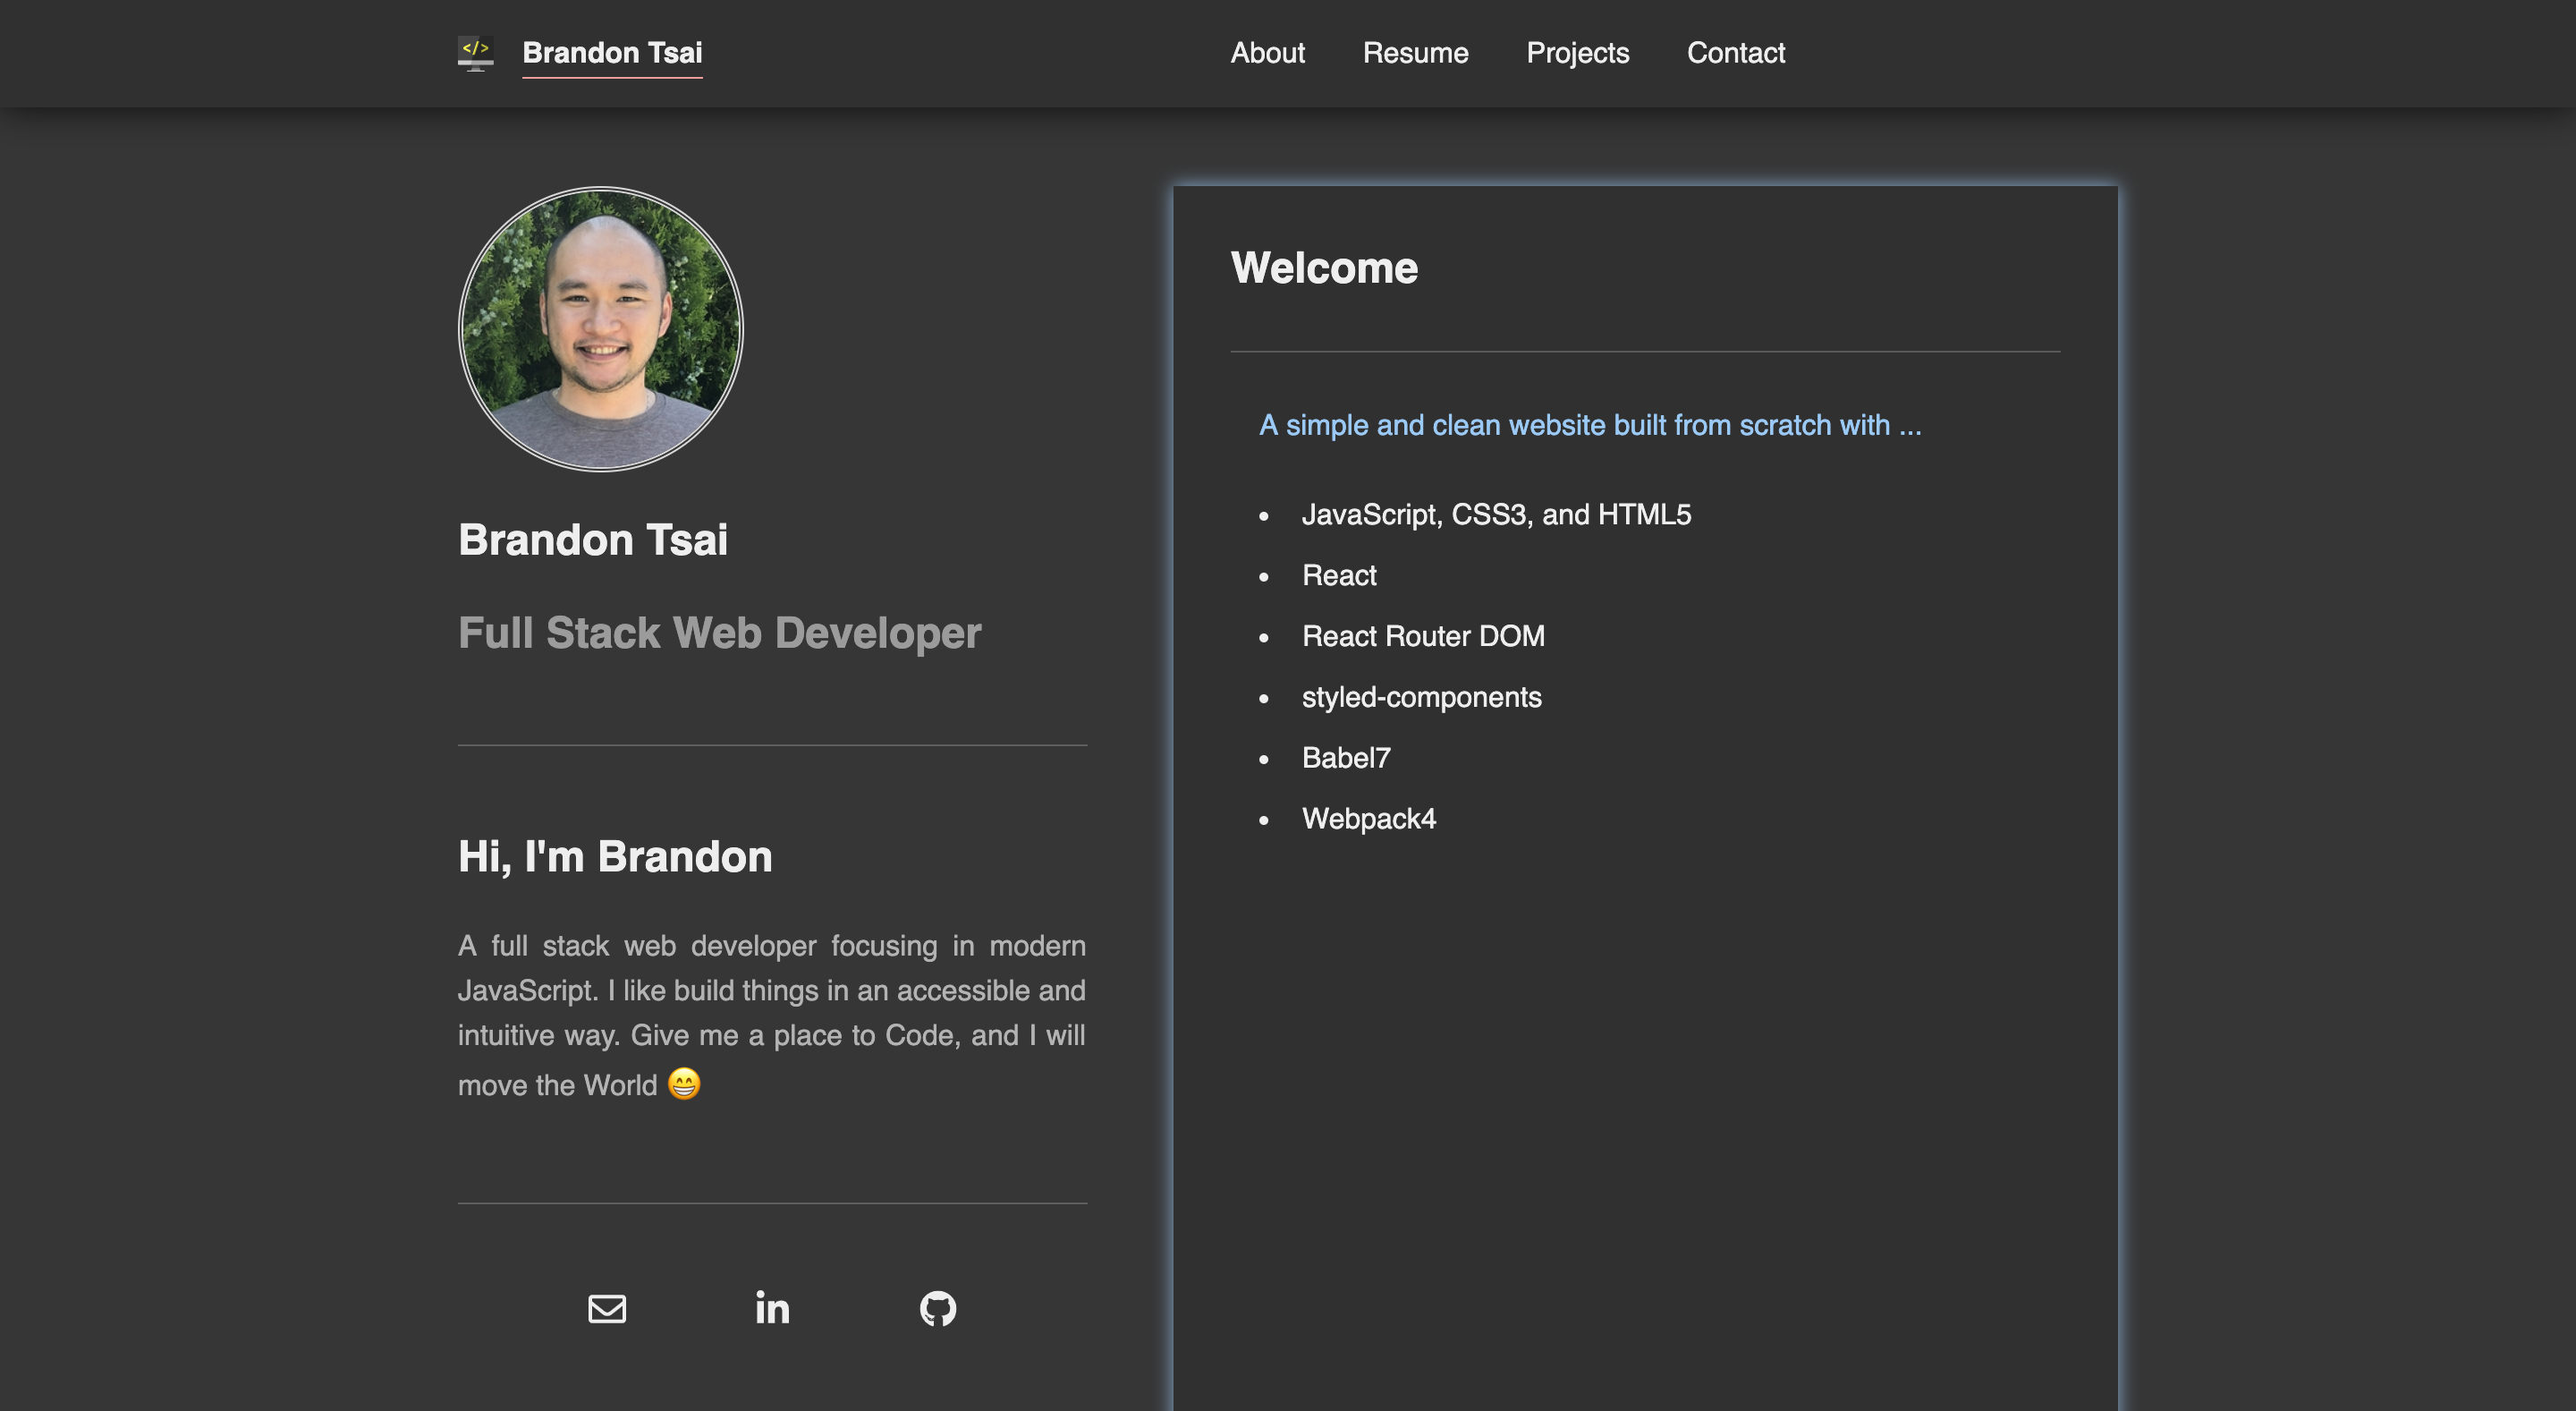 </>
Brandon Tsai
About
Resume
Projects
Contact
Brandon Tsai
Full Stack Web Developer
Hi, I'm Brandon
A full stack web developer focusing in modern
JavaScript. I like build things in an accessible and
intuitive way. Give me a place to Code, and I will
move the World 😁
in
Welcome
A simple and clean website built from scratch with ...
• JavaScript, CSS3, and HTML5
• React
• React Router DOM
• styled-components
• Babel7
• Webpack4